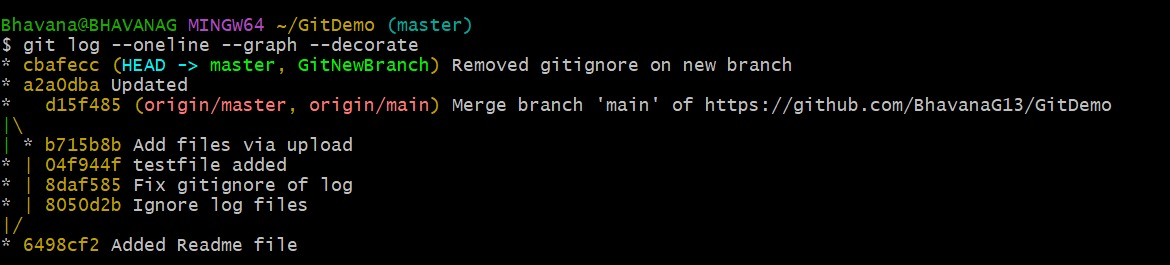 Bhavana@BHAVANAG MINGW64 ~/GitDemo (master)
$ git log --oneline --graph --decorate
* cbafecc (HEAD -> master, GitNewBranch) Removed gitignore on new branch
* a2a0dba Updated
*   d15f485 (origin/master, origin/main) Merge branch 'main' of https://github.com/BhavanaG13/GitDemo
|\
| * b715b8b Add files via upload
* | 04f944f testfile added
* | 8daf585 Fix gitignore of log
* | 8050d2b Ignore log files
|/
* 6498cf2 Added Readme file